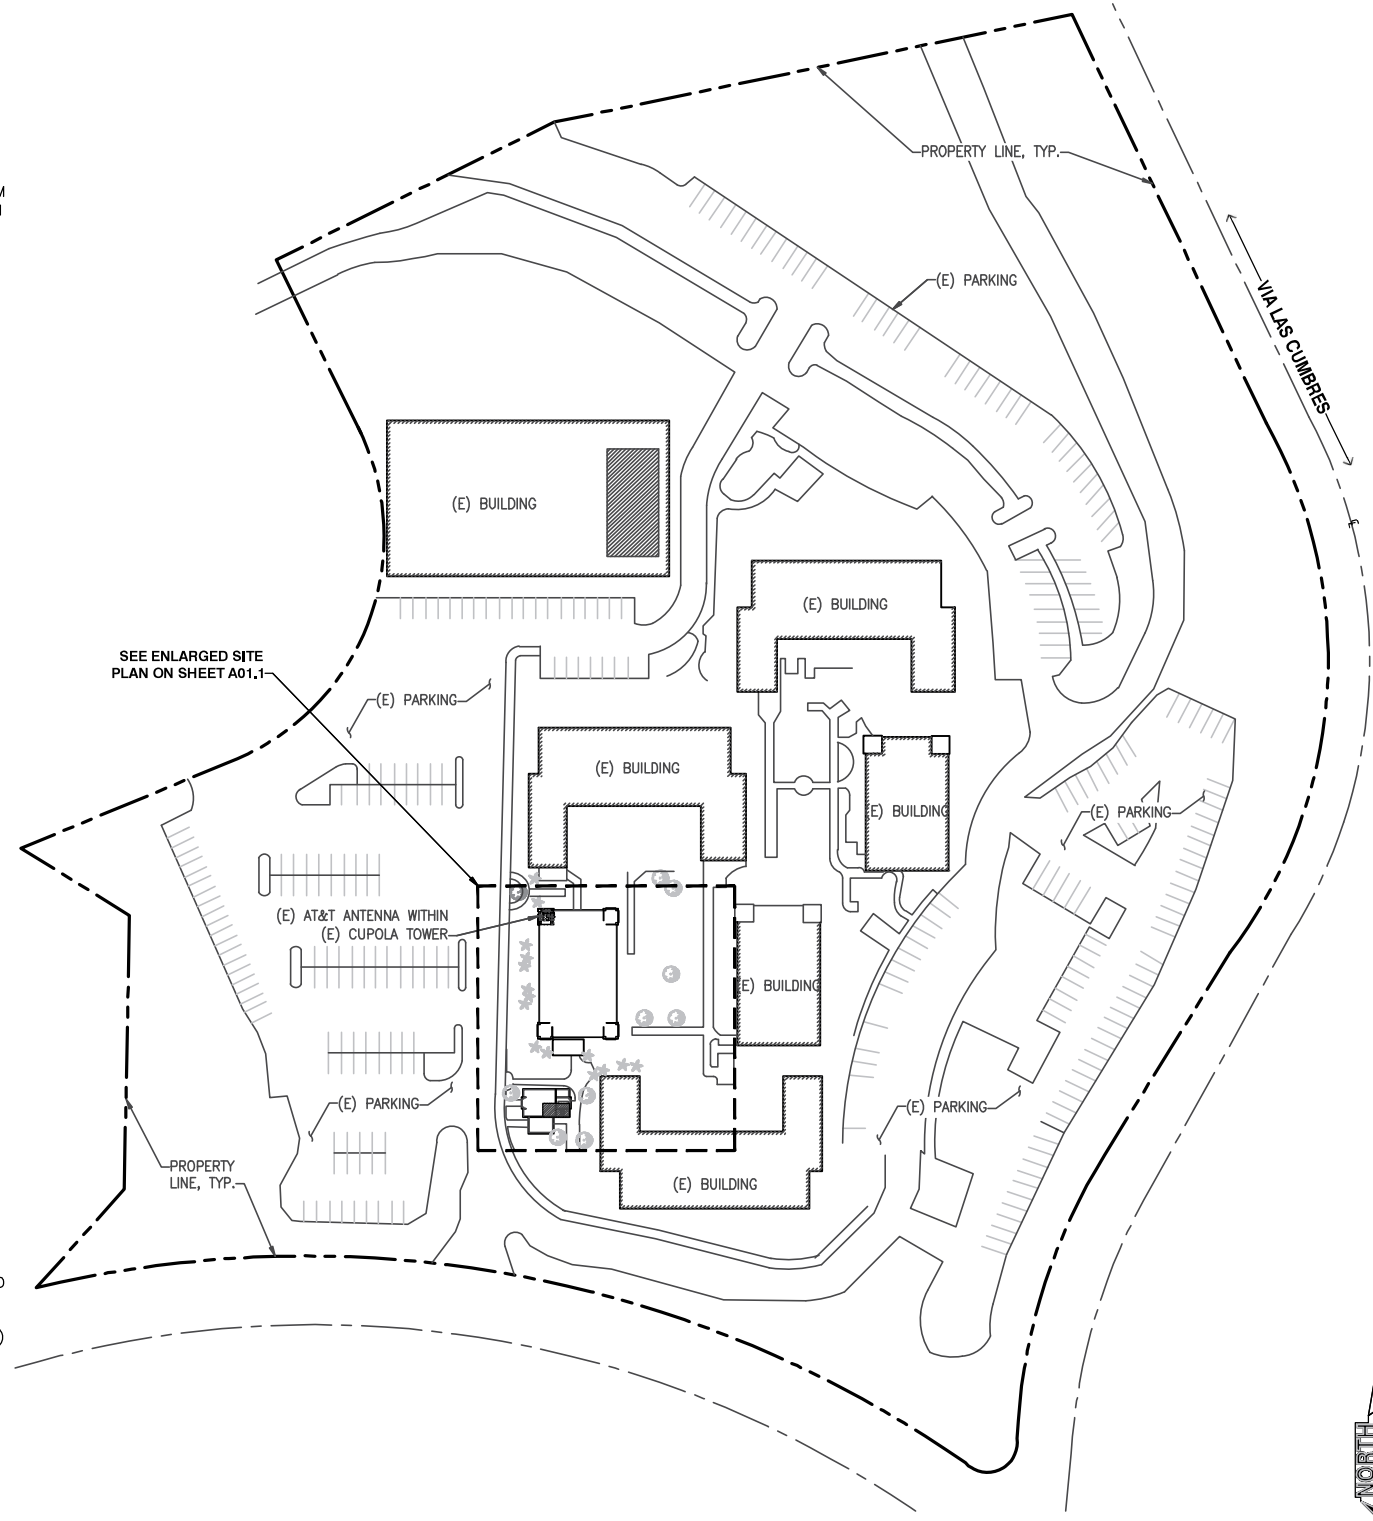 PROPERTY LINE, TYP.
(E) PARKING
VIA LAS CUMBRES
(E) BUILDING
(E) BUILDING
SEE ENLARGED SITE
PLAN ON SHEET A01.1
(E) PARKING
(E) BUILDING
E) BUILDING
(E) PARKING
(E) AT&T ANTENNA WITHIN
(E) CUPOLA TOWER
E) BUILDING
(E) PARKING
(E) PARKING
PROPERTY
LINE, TYP.
(E) BUILDING
NORTH